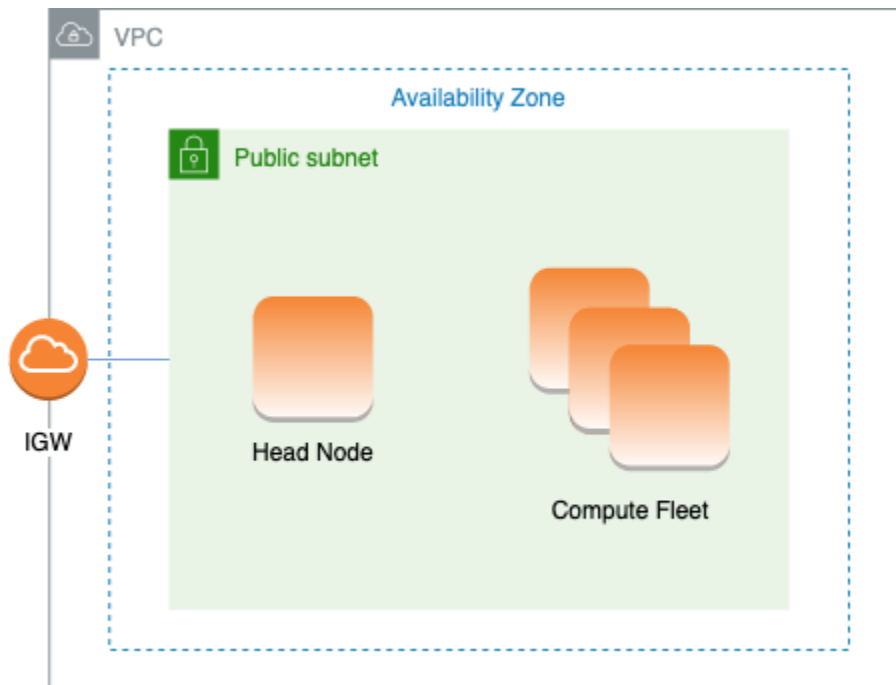 VPC
Availability Zone
Public subnet
IGW
Head Node
Compute Fleet